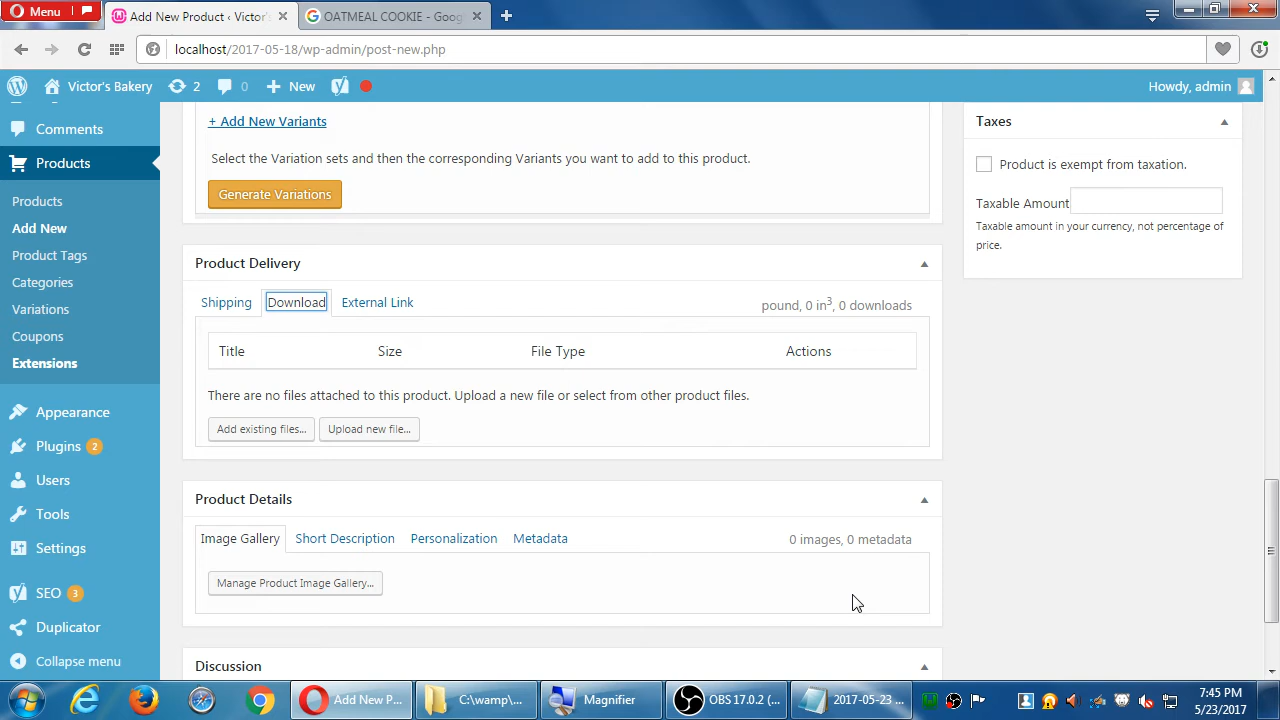 Menu
Add New Product ‹ Victor's
OATMEAL COOKIE - Goog
localhost/2017-05-18/wp-admin/post-new.php
Victor's Bakery
2
0
New
Howdy, admin
Comments
Products
Products
Add New
Product Tags
Categories
Variations
Coupons
Extensions
Appearance
Plugins 2
Users
Tools
Settings
SEO 3
Duplicator
Collapse menu
+ Add New Variants
Select the Variation sets and then the corresponding Variants you want to add to this product.
Generate Variations
Product Delivery
Shipping
Download
External Link
pound, 0 in³, 0 downloads
Title
Size
File Type
Actions
There are no files attached to this product. Upload a new file or select from other product files.
Add existing files...
Upload new file...
Product Details
Image Gallery
Short Description
Personalization
Metadata
0 images, 0 metadata
Manage Product Image Gallery...
Discussion
Taxes
Product is exempt from taxation.
Taxable Amount
Taxable amount in your currency, not percentage of
price.
Add New P...
C:\wamp\...
Magnifier
OBS 17.0.2 (...
2017-05-23 ...
7:45 PM
5/23/2017